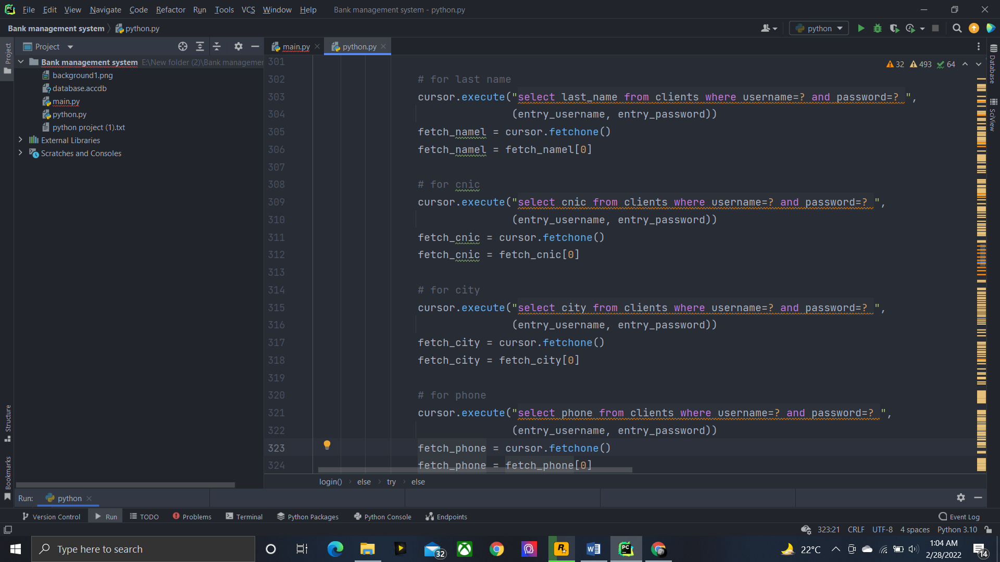 File Edit View Navigate Code Refactor Run Tools VCS Window Help Bank management system - python.py
Bank management system python.py python
Project
Project
main.py python.py
Bank management system E:\New folder (2)\Bank managemen
background1.png
database.accdb
main.py
python.py
python project (1).txt
External Libraries
Scratches and Consoles
32 493 64
301
302 # for last name
303 cursor.execute("select last_name from clients where username=? and password=? ",
304 (entry_username, entry_password))
305 fetch_namel = cursor.fetchone()
306 fetch_namel = fetch_namel[0]
307
308 # for cnic
309 cursor.execute("select cnic from clients where username=? and password=? ",
310 (entry_username, entry_password))
311 fetch_cnic = cursor.fetchone()
312 fetch_cnic = fetch_cnic[0]
313
314 # for city
315 cursor.execute("select city from clients where username=? and password=? ",
316 (entry_username, entry_password))
317 fetch_city = cursor.fetchone()
318 fetch_city = fetch_city[0]
319
320 # for phone
321 cursor.execute("select phone from clients where username=? and password=? ",
322 (entry_username, entry_password))
323 fetch_phone = cursor.fetchone()
324 fetch_phone = fetch_phone[0]
Database
SciView
Structure
Bookmarks
login() else try else
Run: python
Version Control Run TODO Problems Terminal Python Packages Python Console Endpoints Event Log
323:21 CRLF UTF-8 4 spaces Python 3.10
Type here to search
32
22°C
1:04 AM
2/28/2022
14